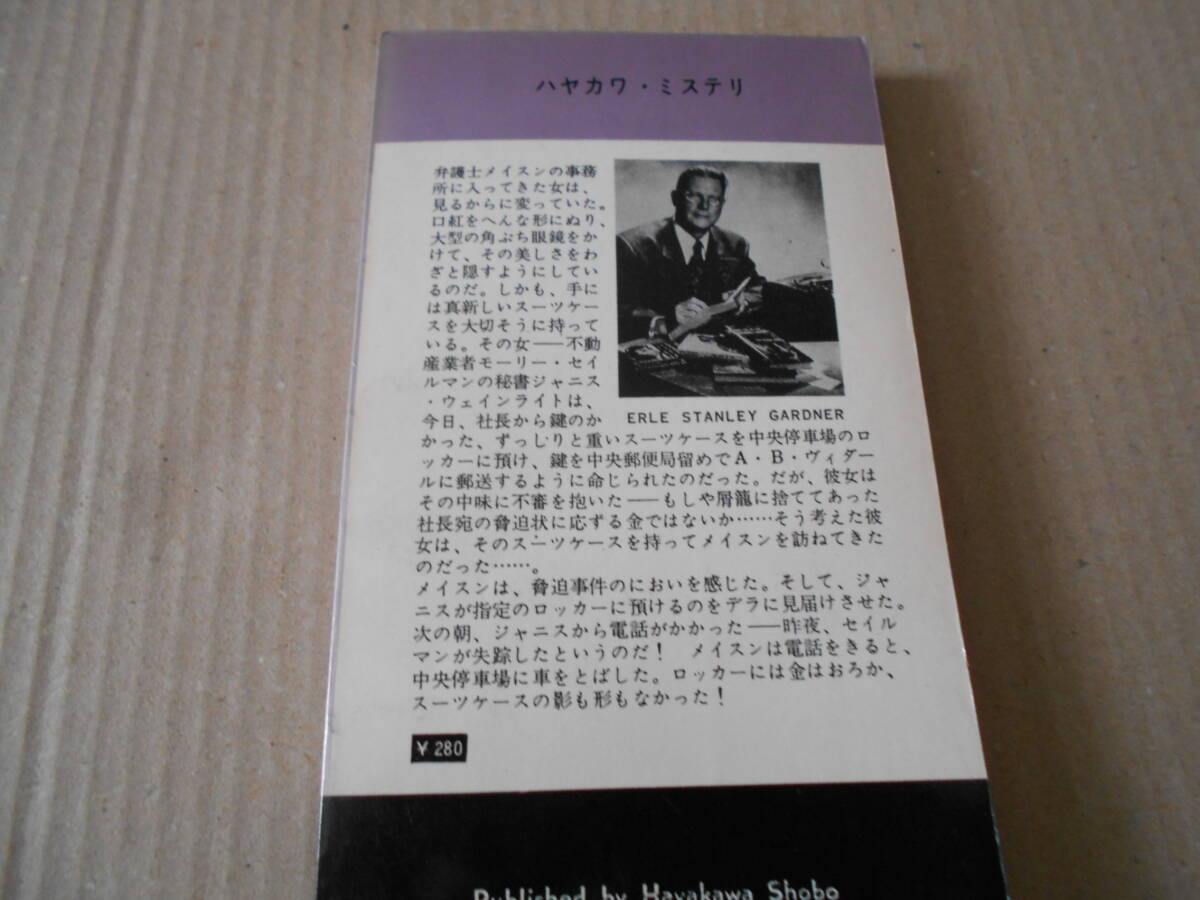 ハヤカワ・ミステリ
弁護士メイスンの事務
所に入ってきた女は、
見るからに変っていた。
口紅をへんな形にぬり、
大型の角ぶち眼鏡をか
けて、その美しさをわ
ざと隠すようにしてい
るのだ。しかも、手に
は真新しいスーツケー
スを大切そうに持って
いる。その女――不動
産業者モーリー・セイ
ルマンの秘書ジャニス
・ウェインライトは、
今日、社長から鍵のか
かった、ずっしりと重いスーツケースを中央停車場のロ
ッカーに預け、鍵を中央郵便局留めでA・B・ヴィダー
ルに郵送するように命じられたのだった。だが、彼女は
その中味に不審を抱いた――もしや屑籠に捨ててあった
社長宛の脅迫状に応ずる金ではないか……そう考えた彼
女は、そのスーツケースを持ってメイスンを訪ねてきた
のだった……。
メイスンは、脅迫事件のにおいを感じた。そして、ジャ
ニスが指定のロッカーに預けるのをデラに見届けさせた。
次の朝、ジャニスから電話がかかった――昨夜、セイル
マンが失踪したというのだ！　メイスンは電話をきると、
中央停車場に車をとばした。ロッカーには金はおろか、
スーツケースの影も形もなかった！
ERLE STANLEY GARDNER
¥280
Published by Hayakawa Shobo